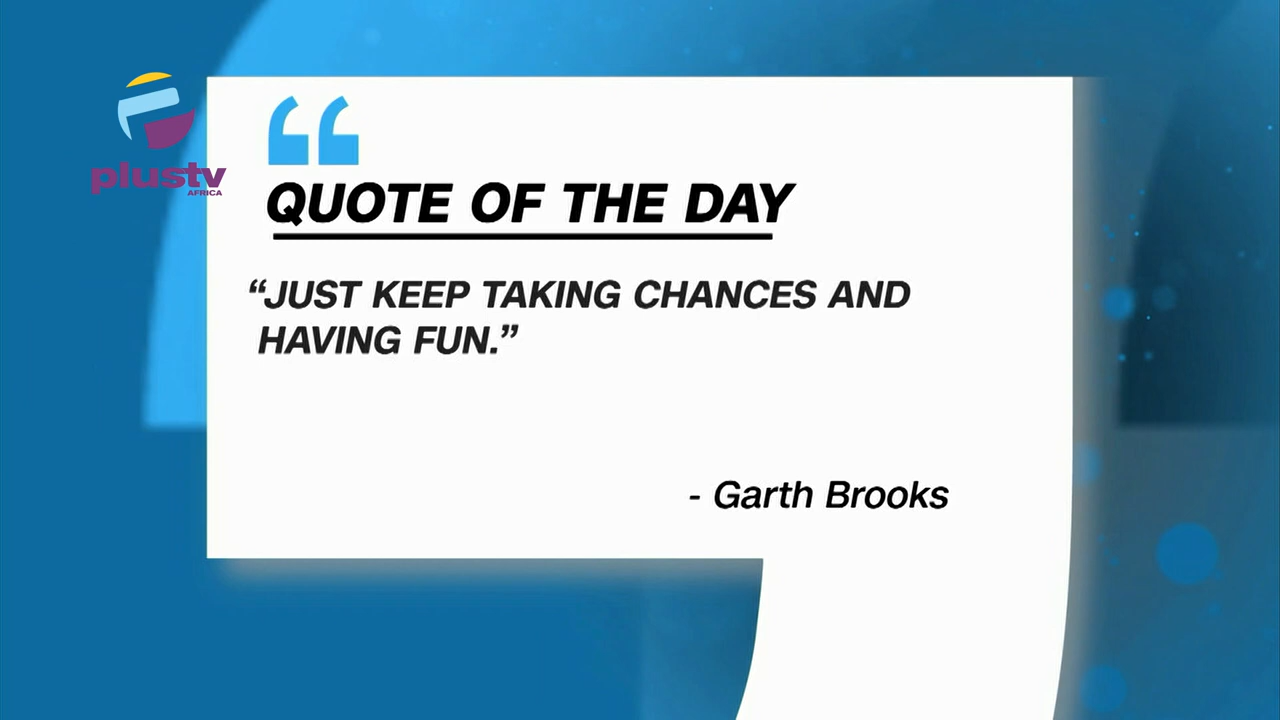 plustv
AFRICA
QUOTE OF THE DAY
“JUST KEEP TAKING CHANCES AND
HAVING FUN.”
- Garth Brooks